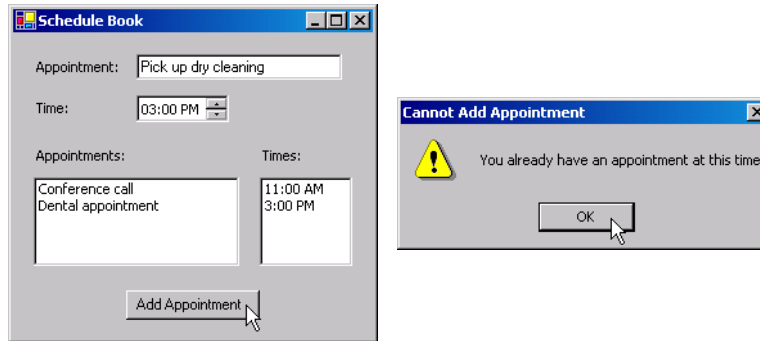 Schedule Book
Appointment: Pick up dry cleaning
Time: 03:00 PM
Appointments: Times:
Conference call 11:00 AM
Dental appointment 3:00 PM
Add Appointment
Cannot Add Appointment
You already have an appointment at this time
OK